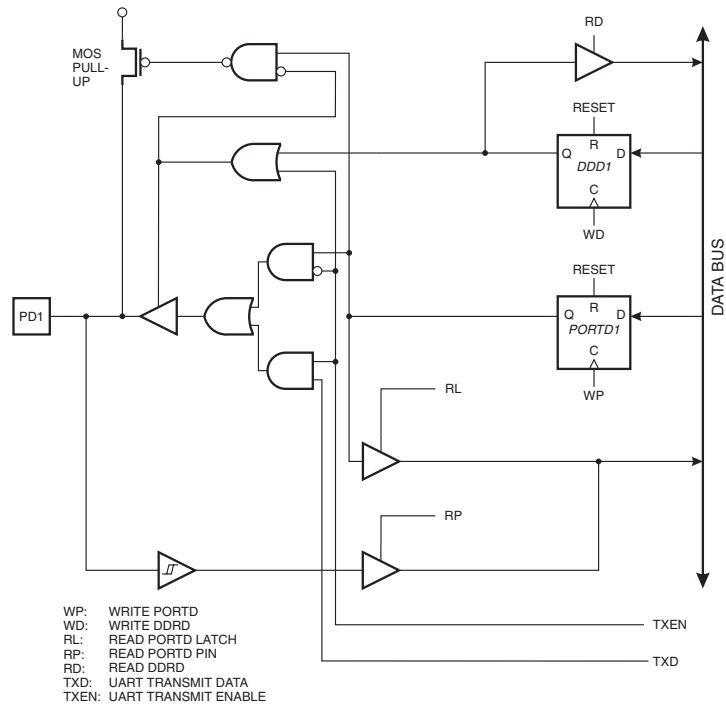 RD
MOS
PULL-
UP
RESET
R
Q
D
DDD1
C
WD
DATA BUS
RESET
R
Q
D
PORTD1
C
WP
PD1
RL
RP
TXEN
TXD
WP: WRITE PORTD
WD: WRITE DDRD
RL: READ PORTD LATCH
RP: READ PORTD PIN
RD: READ DDRD
TXD: UART TRANSMIT DATA
TXEN: UART TRANSMIT ENABLE